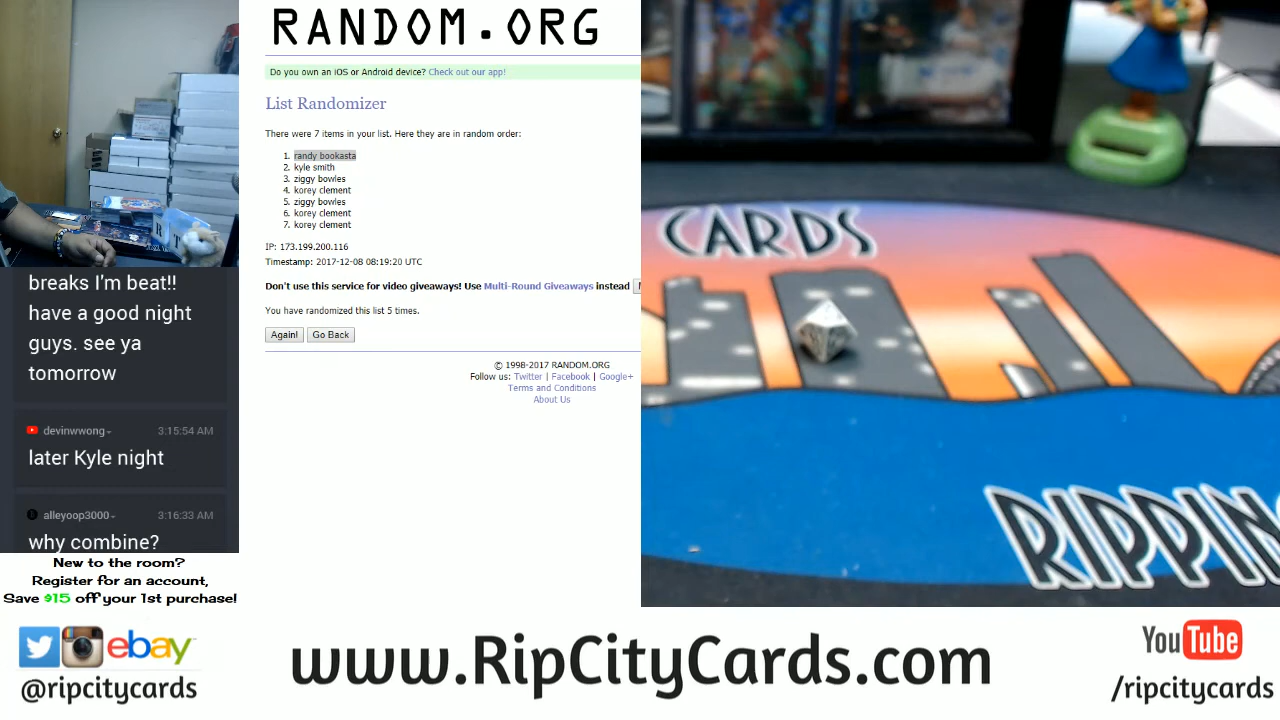 RANDOM.ORG
Do you own an iOS or Android device? Check out our app!
List Randomizer
There were 7 items in your list. Here they are in random order:
1. randy bookasta
2. kyle smith
3. ziggy bowles
4. korey clement
5. ziggy bowles
6. korey clement
7. korey clement
IP: 173.199.200.116
Timestamp: 2017-12-08 08:19:20 UTC
Don't use this service for video giveaways! Use Multi-Round Giveaways instead
You have randomized this list 5 times.
Again! Go Back
© 1998-2017 RANDOM.ORG
Follow us: Twitter | Facebook | Google+
Terms and Conditions
About Us
breaks I'm beat!!
have a good night
guys. see ya
tomorrow
devinwwong 3:15:54 AM
later Kyle night
alleyoop3000 3:16:33 AM
why combine?
New to the room?
Register for an account,
Save $15 off your 1st purchase!
CARDS
RIPPIN
ebay
@ripcitycards
www.RipCityCards.com
YouTube
/ripcitycards